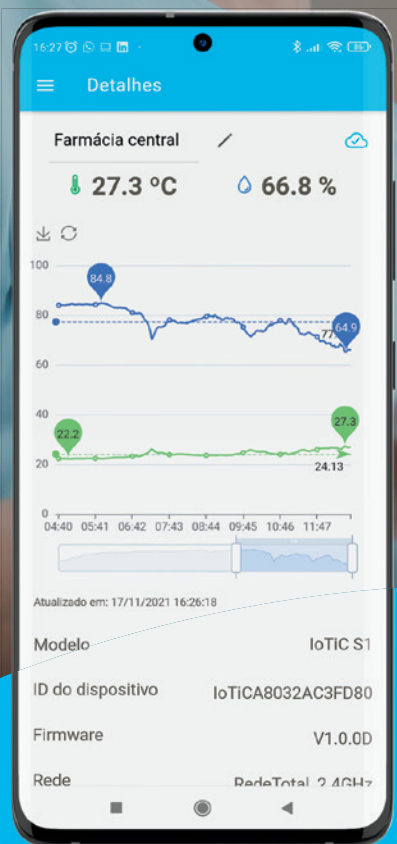 16:27
86
Detalhes
Farmácia central
27.3 ºC
66.8 %
100
84.8
80
77.
64.9
60
40
22.2
27.3
20
24.13
0
04:40 05:41 06:42 07:43 08:44 09:45 10:46 11:47
Atualizado em: 17/11/2021 16:26:18
Modelo IoTiC S1
ID do dispositivo IoTiCA8032AC3FD80
Firmware V1.0.0D
Rede RedeTotal_2.4GHz